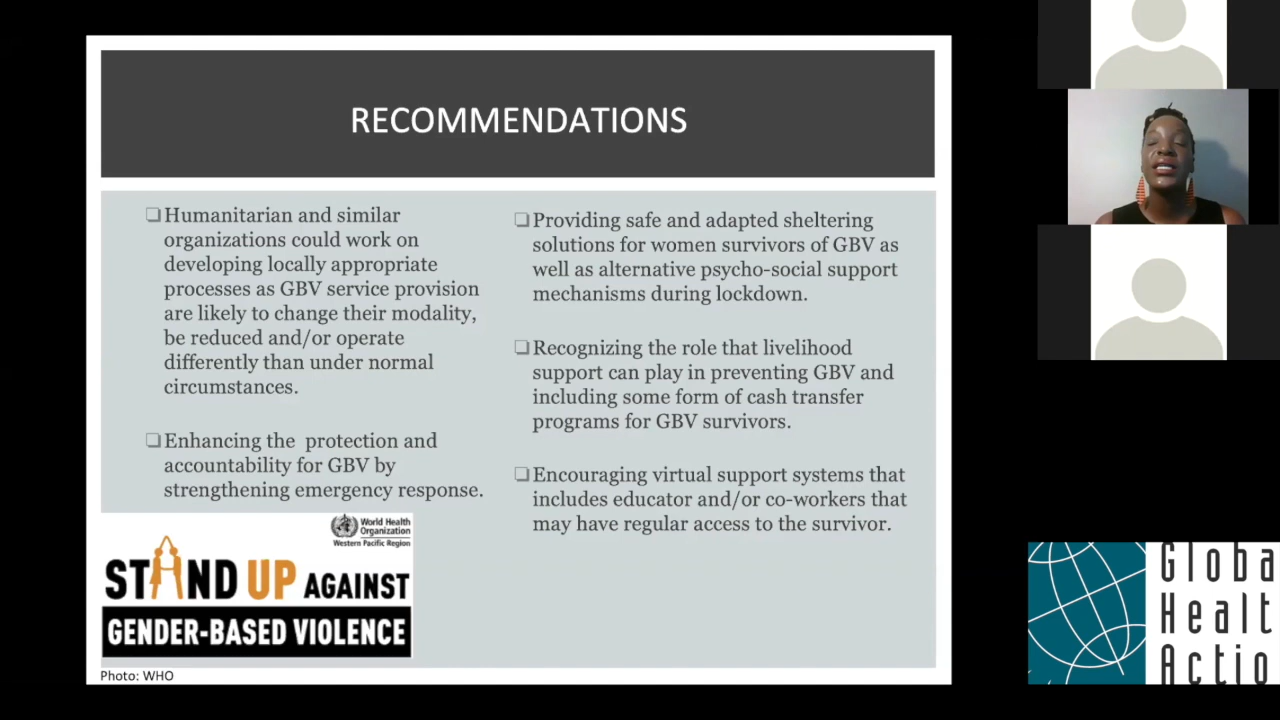 RECOMMENDATIONS
❑Humanitarian and similar
organizations could work on
developing locally appropriate
processes as GBV service provision
are likely to change their modality,
be reduced and/or operate
differently than under normal
circumstances.
❑Enhancing the protection and
accountability for GBV by
strengthening emergency response.
❑Providing safe and adapted sheltering
solutions for women survivors of GBV as
well as alternative psycho-social support
mechanisms during lockdown.
❑Recognizing the role that livelihood
support can play in preventing GBV and
including some form of cash transfer
programs for GBV survivors.
❑Encouraging virtual support systems that
includes educator and/or co-workers that
may have regular access to the survivor.
World Health
Organization
Western Pacific Region
STAND UP AGAINST
GENDER-BASED VIOLENCE
Photo: WHO
Globa
Healt
Actio